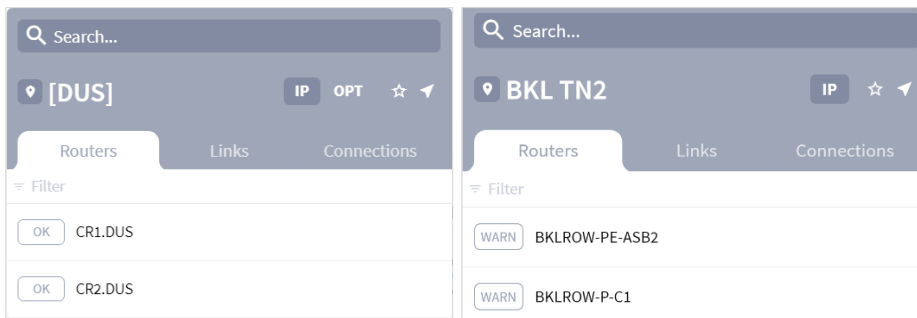 Search...
[DUS] IP OPT
Routers Links Connections
Filter
OK CR1.DUS
OK CR2.DUS
Search...
BKL TN2 IP
Routers Links Connections
Filter
WARN BKLROW-PE-ASB2
WARN BKLROW-P-C1